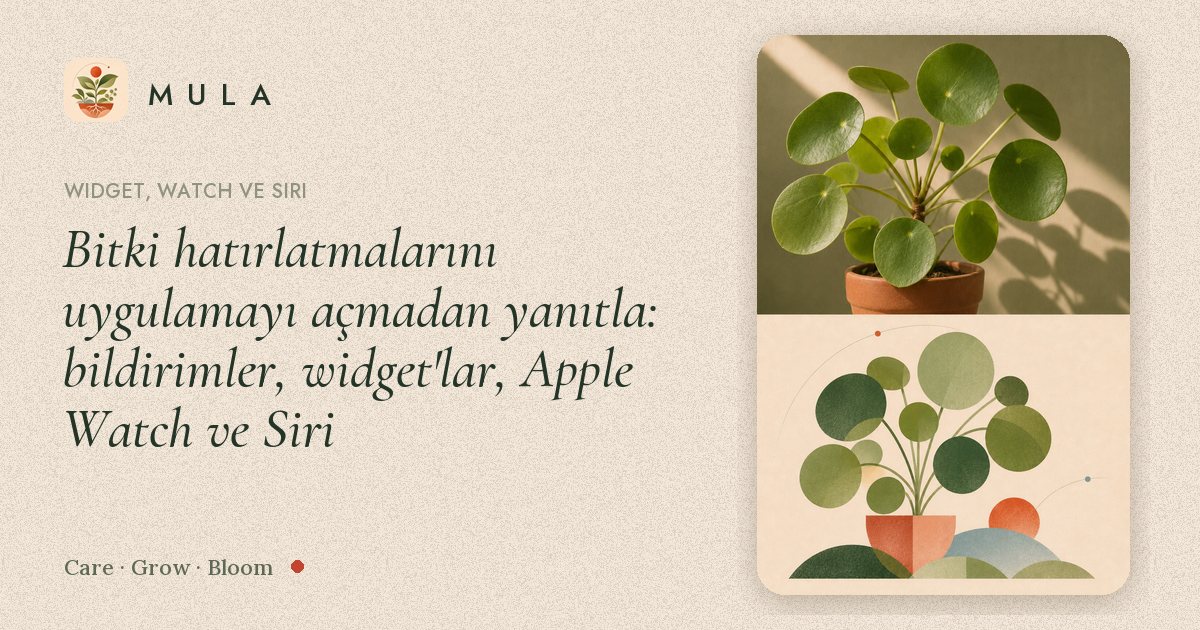 MULA
WIDGET, WATCH VE SIRI
Bitki hatırlatmalarını
uygulamayı açmadan yanıtla:
bildirimler, widget'lar, Apple
Watch ve Siri
Care · Grow · Bloom